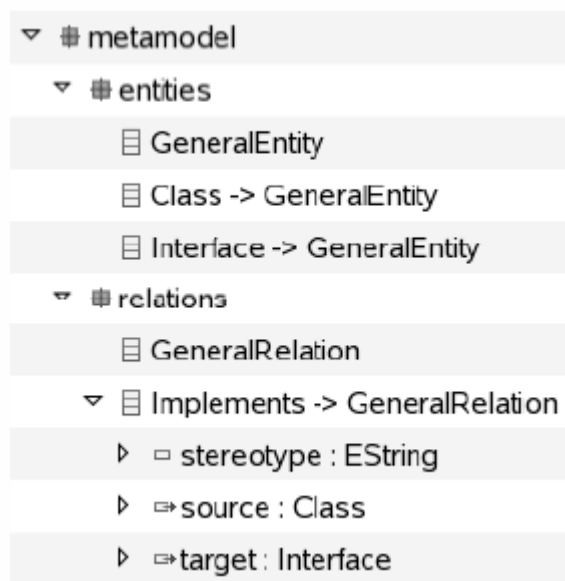 metamodel
entities
GeneralEntity
Class -> GeneralEntity
Interface -> GeneralEntity
relations
GeneralRelation
Implements -> GeneralRelation
stereotype : EString
source : Class
target : Interface